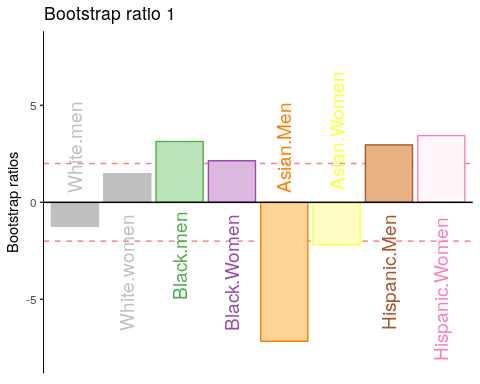 Bootstrap ratio 1
Bootstrap ratios
5
0
-5
White.men
White.women
Black.men
Black.Women
Asian.Men
Asian.Women
Hispanic.Men
Hispanic.Women